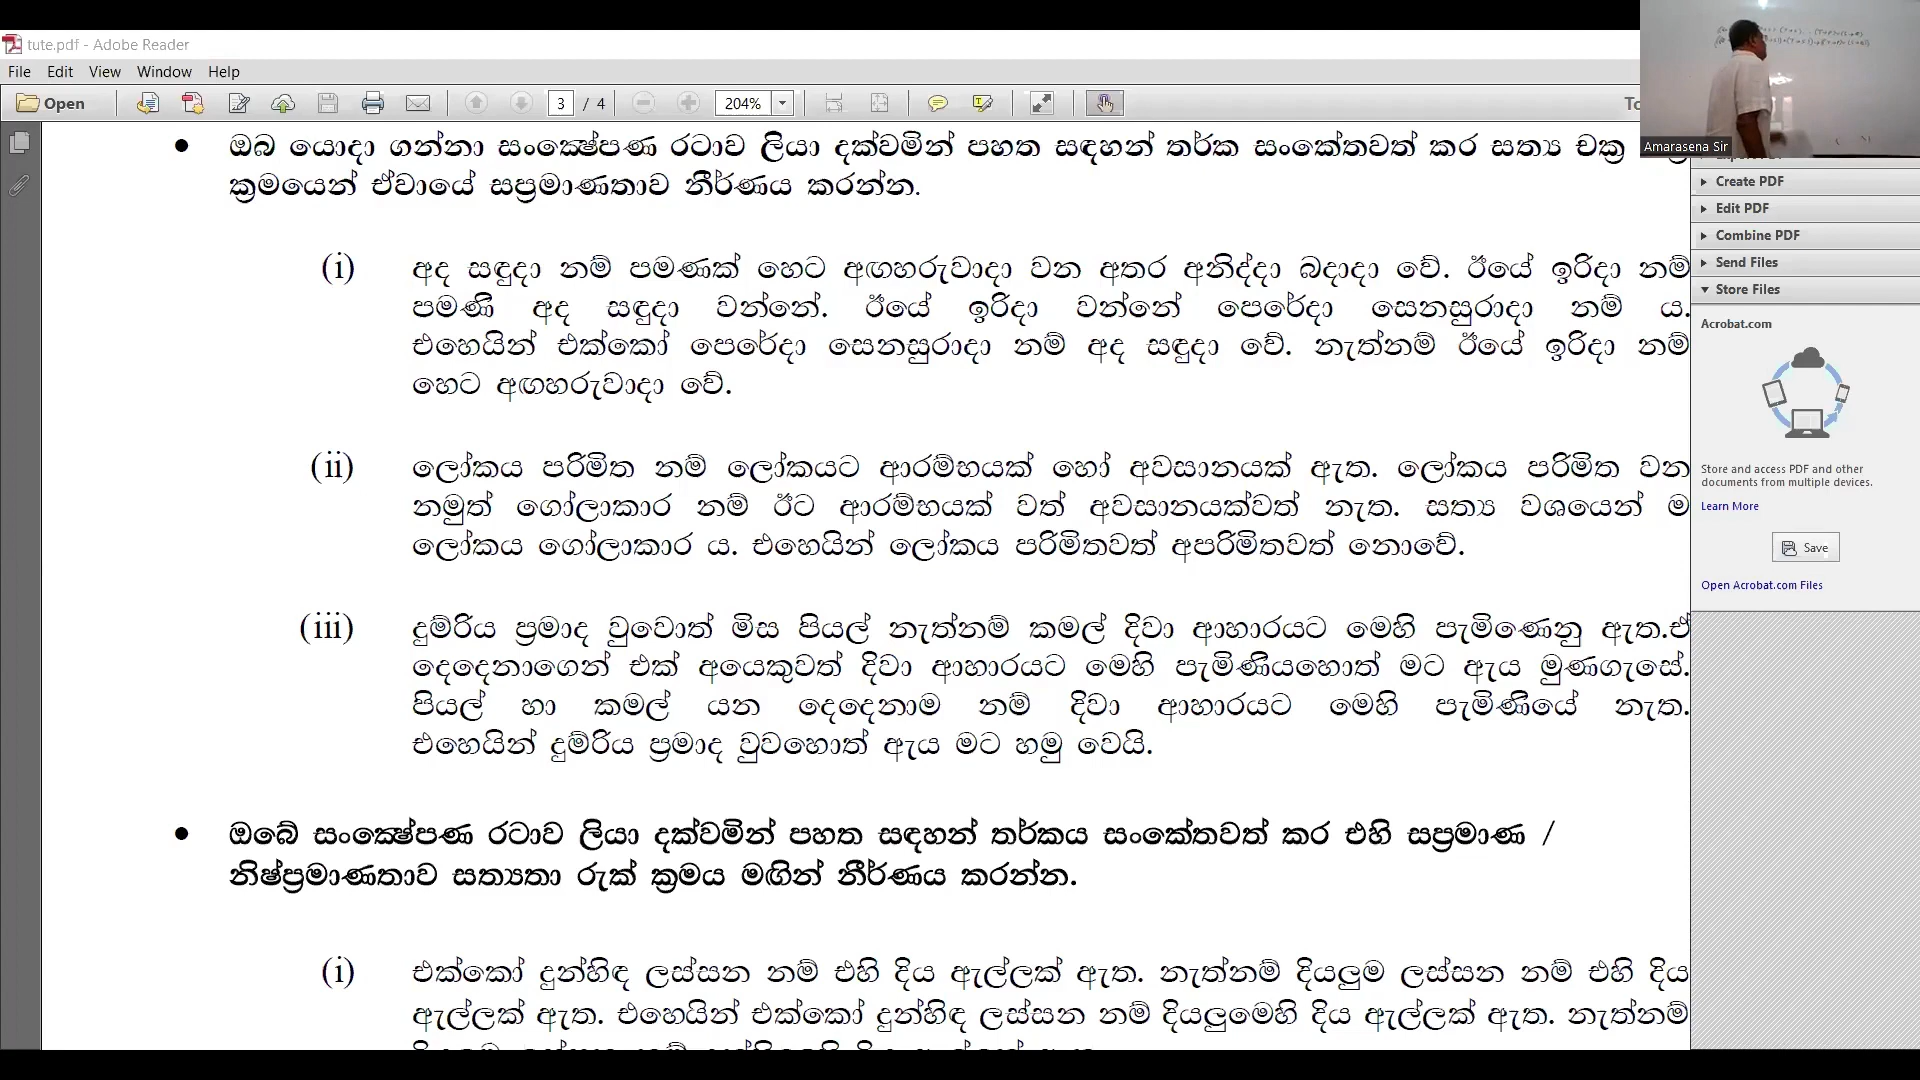 tute.pdf - Adobe Reader
File Edit View Window Help
Open 3 / 4 204%
Amarasena Sir
ඔබ යොදා ගන්නා සංක්‍ෂේපණ රටාව ලියා දක්වමින් පහත සඳහන් තර්ක සංකේතවත් කර සත්‍ය චක්‍ර
ක්‍රමයෙන් ඒවායේ සප්‍රමාණතාව නීර්ණය කරන්න.
(i) අද සඳුදා නම් පමණක් හෙට අඟහරුවාදා වන අතර අනිද්දා බදාදා වේ. ඊයේ ඉරිදා නම්
පමණී අද සඳුදා වන්නේ. ඊයේ ඉරිදා වන්නේ පෙරේදා සෙනසුරාදා නම් ය.
එහෙයින් එක්කෝ පෙරේදා සෙනසුරාදා නම් අද සඳුදා වේ. නැත්නම් ඊයේ ඉරිදා නම්
හෙට අඟහරුවාදා වේ.
(ii) ලෝකය පරිමිත නම් ලෝකයට ආරම්භයක් හෝ අවසානයක් ඇත. ලෝකය පරිමිත වන
නමුත් ගෝලාකාර නම් ඊට ආරම්භයක් වත් අවසානයක්වත් නැත. සත්‍ය වශයෙන් ම
ලෝකය ගෝලාකාර ය. එහෙයින් ලෝකය පරිමිතවත් අපරිමිතවත් නොවේ.
(iii) දුම්රිය ප්‍රමාද වුවොත් මිස පියල් නැත්නම් කමල් දිවා ආහාරයට මෙහි පැමිණෙනු ඇත.ඒ
දෙදෙනාගෙන් එක් අයෙකුවත් දිවා ආහාරයට මෙහි පැමිණියහොත් මට ඇය මුණගැසේ.
පියල් හා කමල් යන දෙදෙනාම නම් දිවා ආහාරයට මෙහි පැමිණියේ නැත.
එහෙයින් දුම්රිය ප්‍රමාද වුවහොත් ඇය මට හමු වෙයි.
ඔබේ සංක්‍ෂේපණ රටාව ලියා දක්වමින් පහත සඳහන් තර්කය සංකේතවත් කර එහි සප්‍රමාණ /
නිෂ්ප්‍රමාණතාව සත්‍යතා රුක් ක්‍රමය මඟින් නීර්ණය කරන්න.
(i) එක්කෝ දුන්හිඳ ලස්සන නම් එහි දිය ඇල්ලක් ඇත. නැත්නම් දියලුම ලස්සන නම් එහි දිය
ඇල්ලක් ඇත. එහෙයින් එක්කෝ දුන්හිඳ ලස්සන නම් දියලුමෙහි දිය ඇල්ලක් ඇත. නැත්නම්
Create PDF
Edit PDF
Combine PDF
Send Files
Store Files
Acrobat.com
Store and access PDF and other
documents from multiple devices.
Learn More
Save
Open Acrobat.com Files